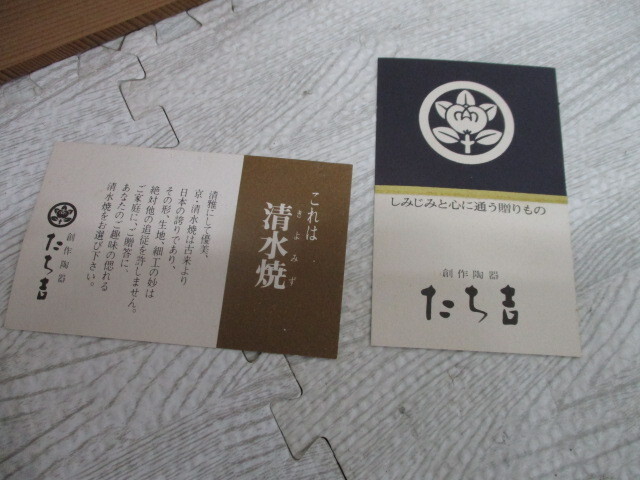 これは
きよみず
清水焼
清雅にして優美、
京・清水焼は古来より
日本の誇りであり、
その形、生地、細工の妙は
絶対他の追従を許しません。
ご家庭に、ご贈答に、
あなたのご趣味の惚れる
清水焼をお選び下さい。
創作陶器
たち吉
しみじみと心に通う贈りもの
創作陶器
たち吉